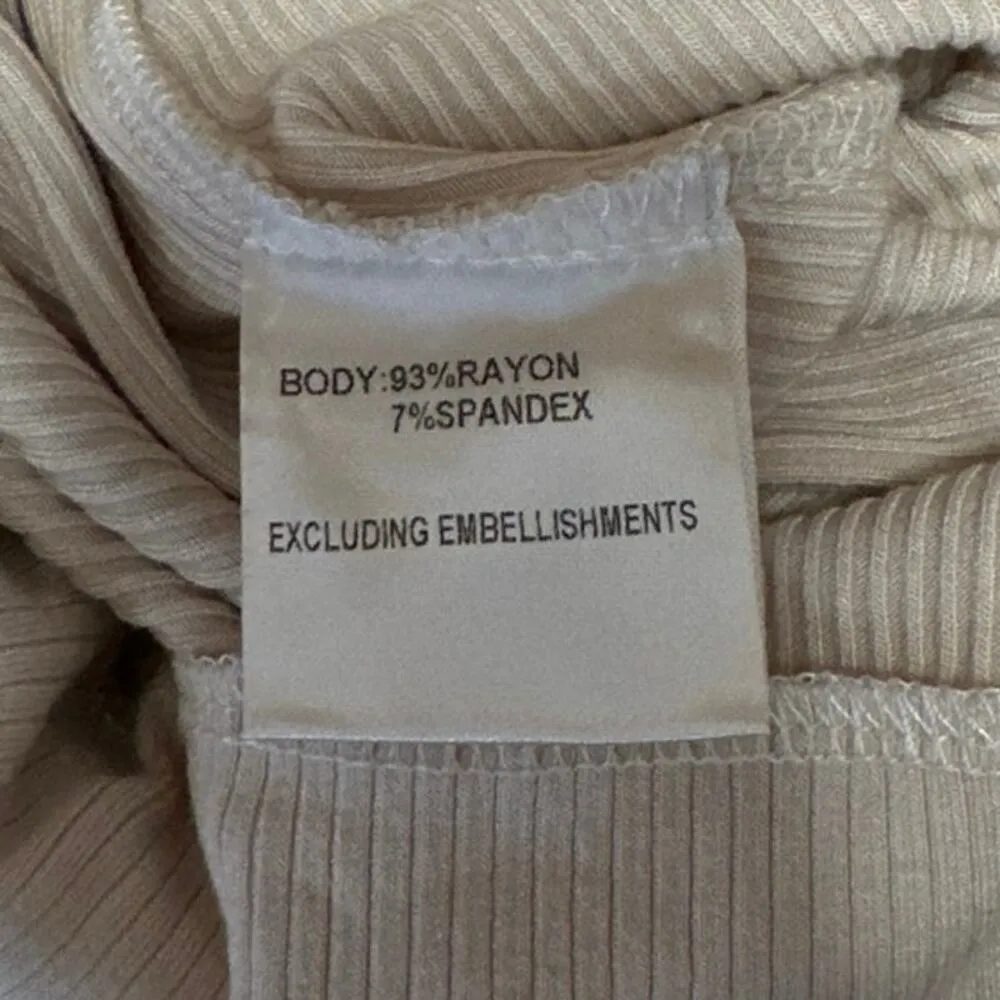 BODY:93%RAYON
7%SPANDEX
EXCLUDING EMBELLISHMENTS